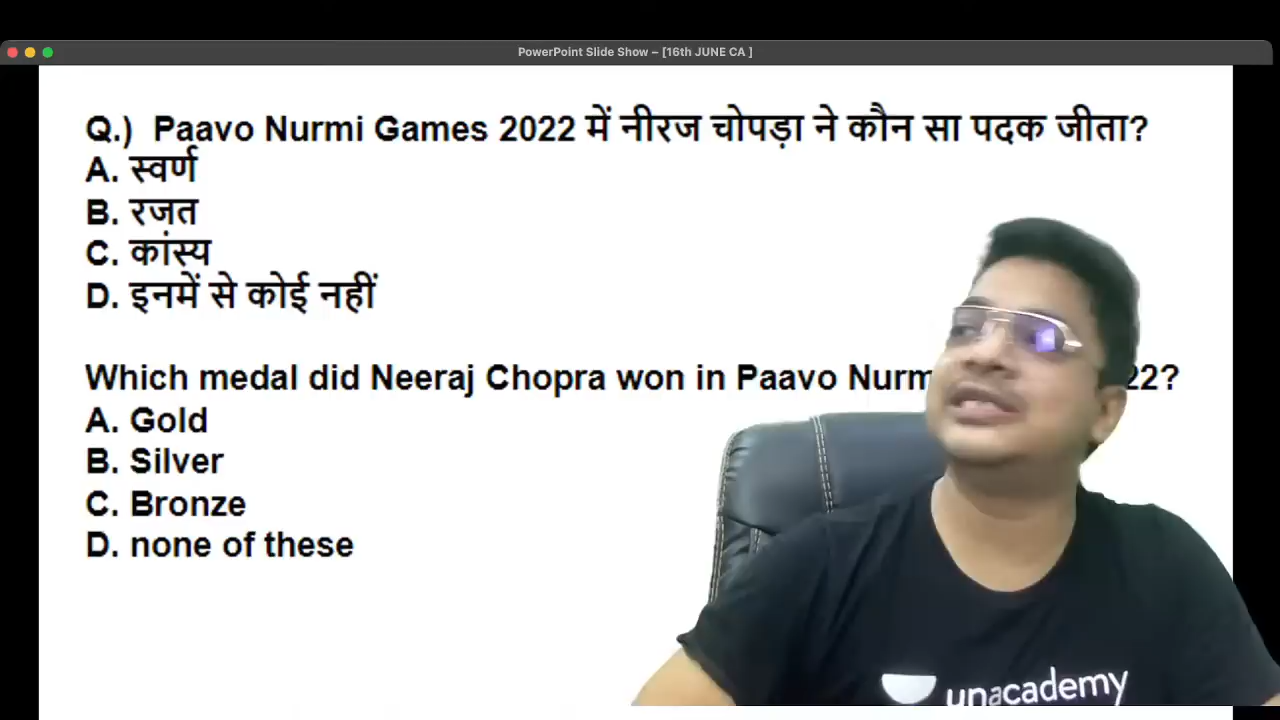 PowerPoint Slide Show – [16th JUNE CA ]
Q.) Paavo Nurmi Games 2022 में नीरज चोपड़ा ने कौन सा पदक जीता?
A. स्वर्ण
B. रजत
C. कांस्य
D. इनमें से कोई नहीं
Which medal did Neeraj Chopra won in Paavo 22?
A. Gold
B. Silver
C. Bronze
D. none of these
unacademy